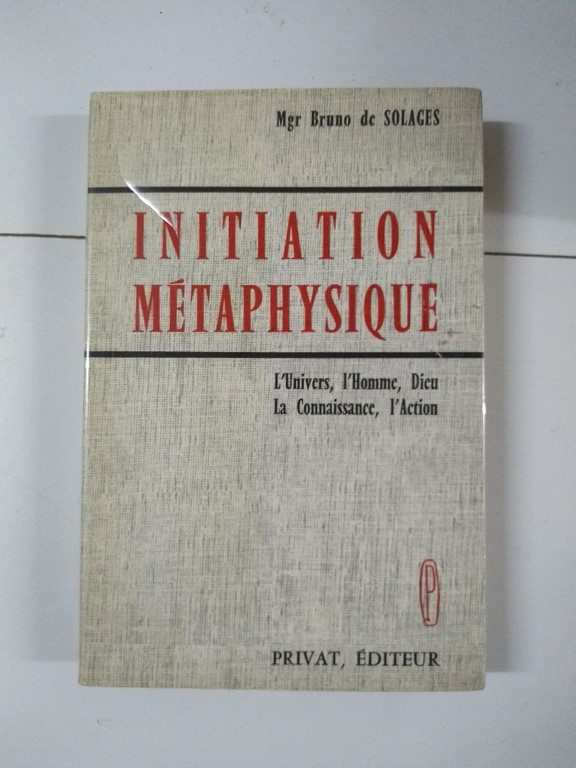 Mgr Bruno de SOLAGES
INITIATION
MÉTAPHYSIQUE
L'Univers, l'Homme, Dieu
La Connaissance, l'Action
P
PRIVAT, ÉDITEUR